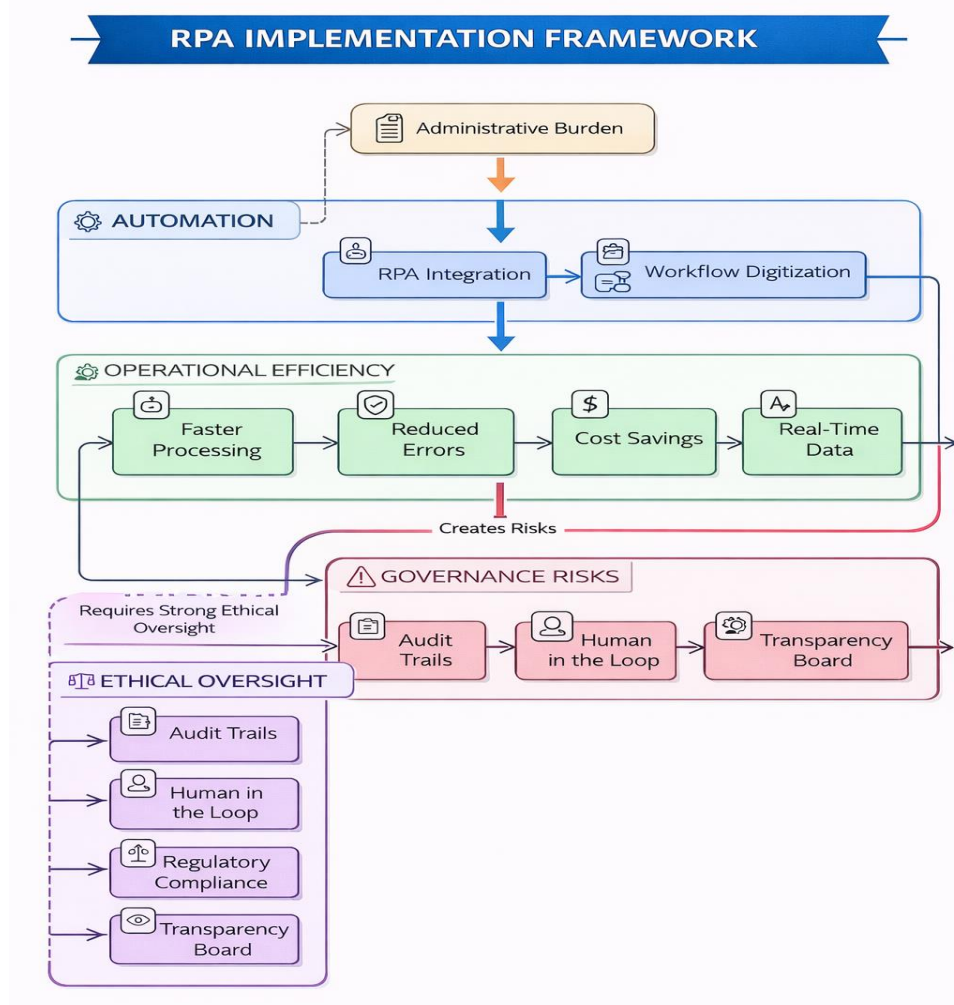 RPA IMPLEMENTATION FRAMEWORK
Administrative Burden
AUTOMATION
RPA Integration
Workflow Digitization
OPERATIONAL EFFICIENCY
Faster
Processing
Reduced
Errors
$
Cost Savings
Real-Time
Data
Creates Risks
GOVERNANCE RISKS
Requires Strong Ethical
Oversight
Audit
Trails
Human
in the Loop
Transparency
Board
ETHICAL OVERSIGHT
Audit Trails
Human in
the Loop
Regulatory
Compliance
Transparency
Board